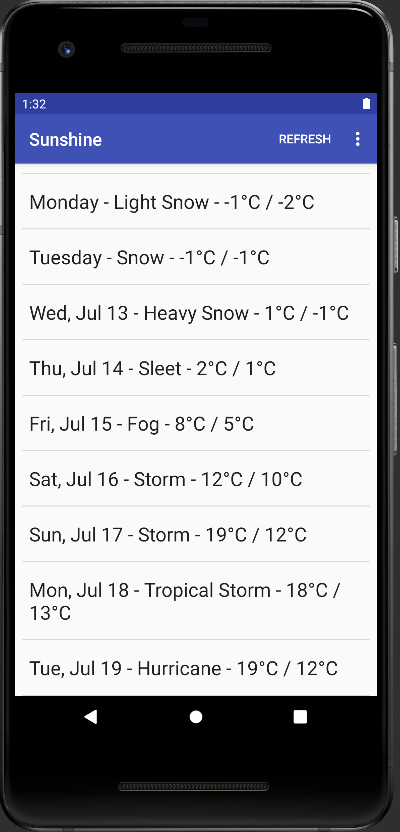 1:32
Sunshine REFRESH
Monday - Light Snow - -1°C / -2°C
Tuesday - Snow - -1°C / -1°C
Wed, Jul 13 - Heavy Snow - 1°C / -1°C
Thu, Jul 14 - Sleet - 2°C / 1°C
Fri, Jul 15 - Fog - 8°C / 5°C
Sat, Jul 16 - Storm - 12°C / 10°C
Sun, Jul 17 - Storm - 19°C / 12°C
Mon, Jul 18 - Tropical Storm - 18°C /
13°C
Tue, Jul 19 - Hurricane - 19°C / 12°C